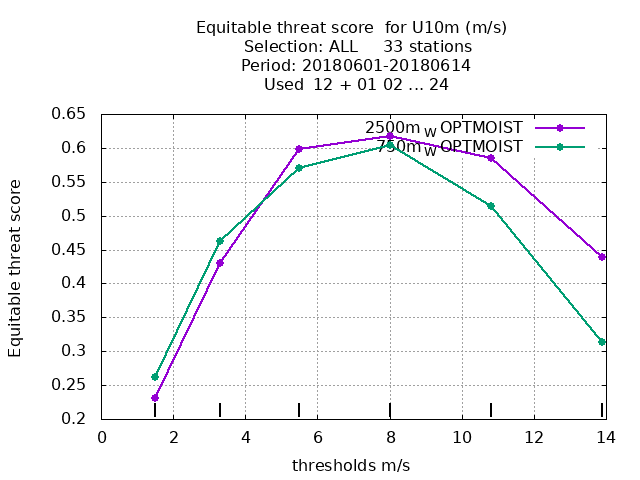 Equitable threat score  for U10m (m/s)
Selection: ALL     33 stations
Period: 20180601-20180614
Used  12 + 01 02 ... 24
2500m W OPTMOIST
750m W OPTMOIST
0.65
0.6
0.55
0.5
0.45
0.4
0.35
0.3
0.25
0.2
Equitable threat score
0 2 4 6 8 10 12 14
thresholds m/s